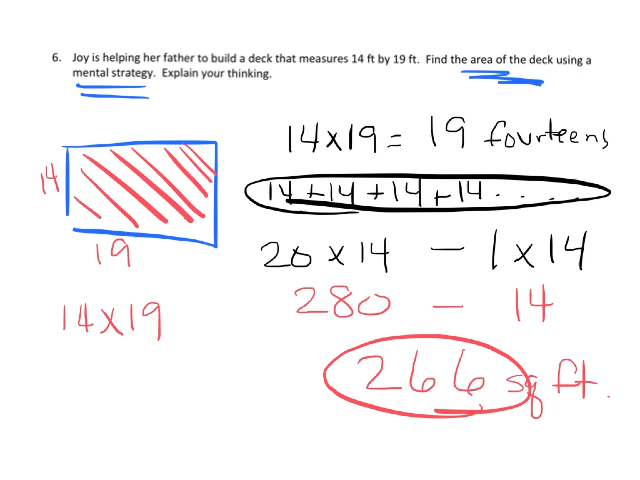 6. Joy is helping her father to build a deck that measures 14 ft by 19 ft. Find the area of the deck using a
mental strategy. Explain your thinking.
14x19 = 19 fourteens
14
14 + 14 + 14 + 14 . . . .
19
20 x 14 – 1 x 14
14x19
280 – 14
266 sq ft.